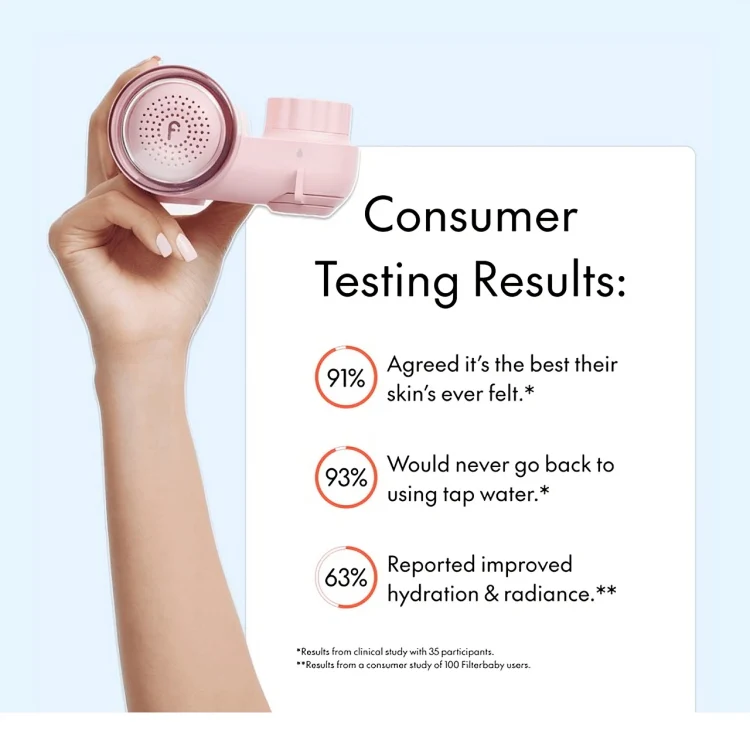 f
Consumer
Testing Results:
91%
Agreed it’s the best their
skin’s ever felt.*
93%
Would never go back to
using tap water.*
63%
Reported improved
hydration & radiance.**
*Results from clinical study with 35 participants.
**Results from a consumer study of 100 Filterbaby users.